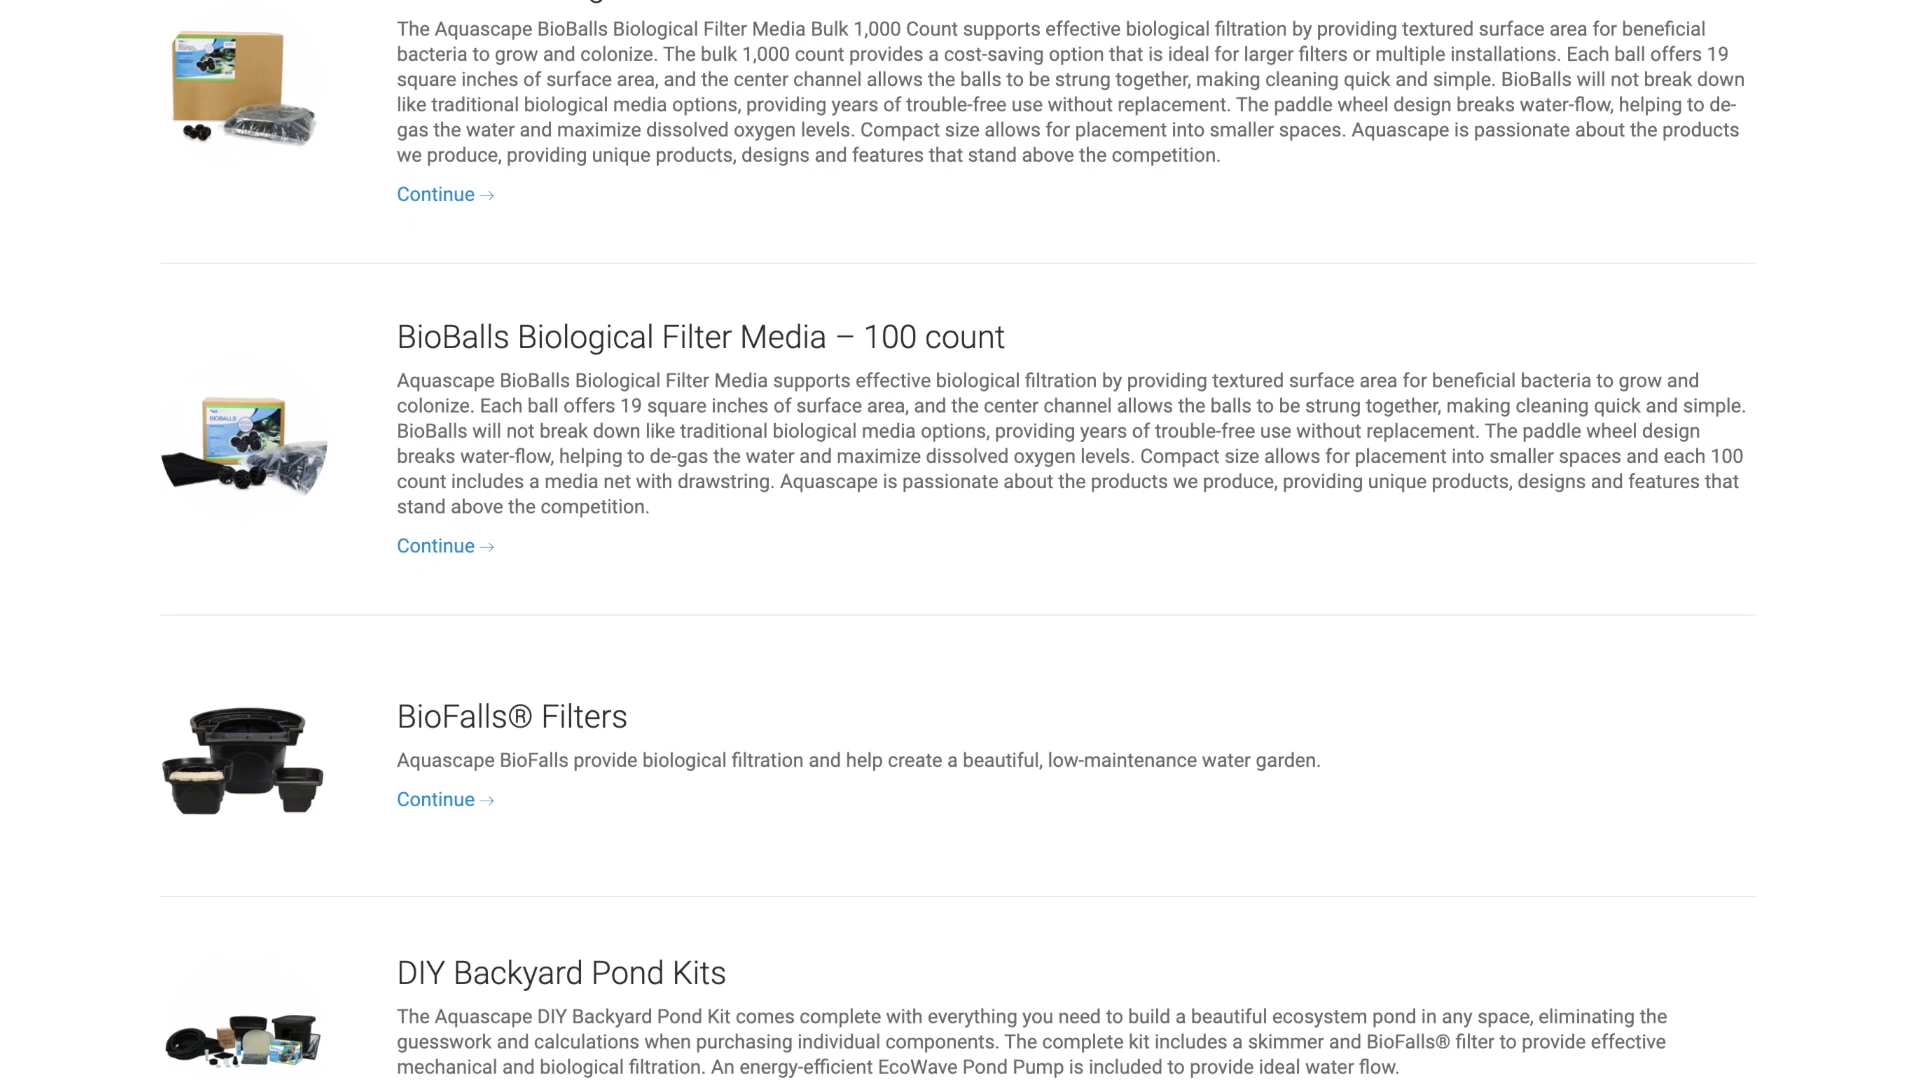 The Aquascape BioBalls Biological Filter Media Bulk 1,000 Count supports effective biological filtration by providing textured surface area for beneficial
bacteria to grow and colonize. The bulk 1,000 count provides a cost-saving option that is ideal for larger filters or multiple installations. Each ball offers 19
square inches of surface area, and the center channel allows the balls to be strung together, making cleaning quick and simple. BioBalls will not break down
like traditional biological media options, providing years of trouble-free use without replacement. The paddle wheel design breaks water-flow, helping to de-
gas the water and maximize dissolved oxygen levels. Compact size allows for placement into smaller spaces. Aquascape is passionate about the products
we produce, providing unique products, designs and features that stand above the competition.
Continue →
BioBalls Biological Filter Media – 100 count
Aquascape BioBalls Biological Filter Media supports effective biological filtration by providing textured surface area for beneficial bacteria to grow and
colonize. Each ball offers 19 square inches of surface area, and the center channel allows the balls to be strung together, making cleaning quick and simple.
BioBalls will not break down like traditional biological media options, providing years of trouble-free use without replacement. The paddle wheel design
breaks water-flow, helping to de-gas the water and maximize dissolved oxygen levels. Compact size allows for placement into smaller spaces and each 100
count includes a media net with drawstring. Aquascape is passionate about the products we produce, providing unique products, designs and features that
stand above the competition.
BIOBALLS
Continue →
BioFalls® Filters
Aquascape BioFalls provide biological filtration and help create a beautiful, low-maintenance water garden.
Continue →
DIY Backyard Pond Kits
The Aquascape DIY Backyard Pond Kit comes complete with everything you need to build a beautiful ecosystem pond in any space, eliminating the
guesswork and calculations when purchasing individual components. The complete kit includes a skimmer and BioFalls® filter to provide effective
mechanical and biological filtration. An energy-efficient EcoWave Pond Pump is included to provide ideal water flow.